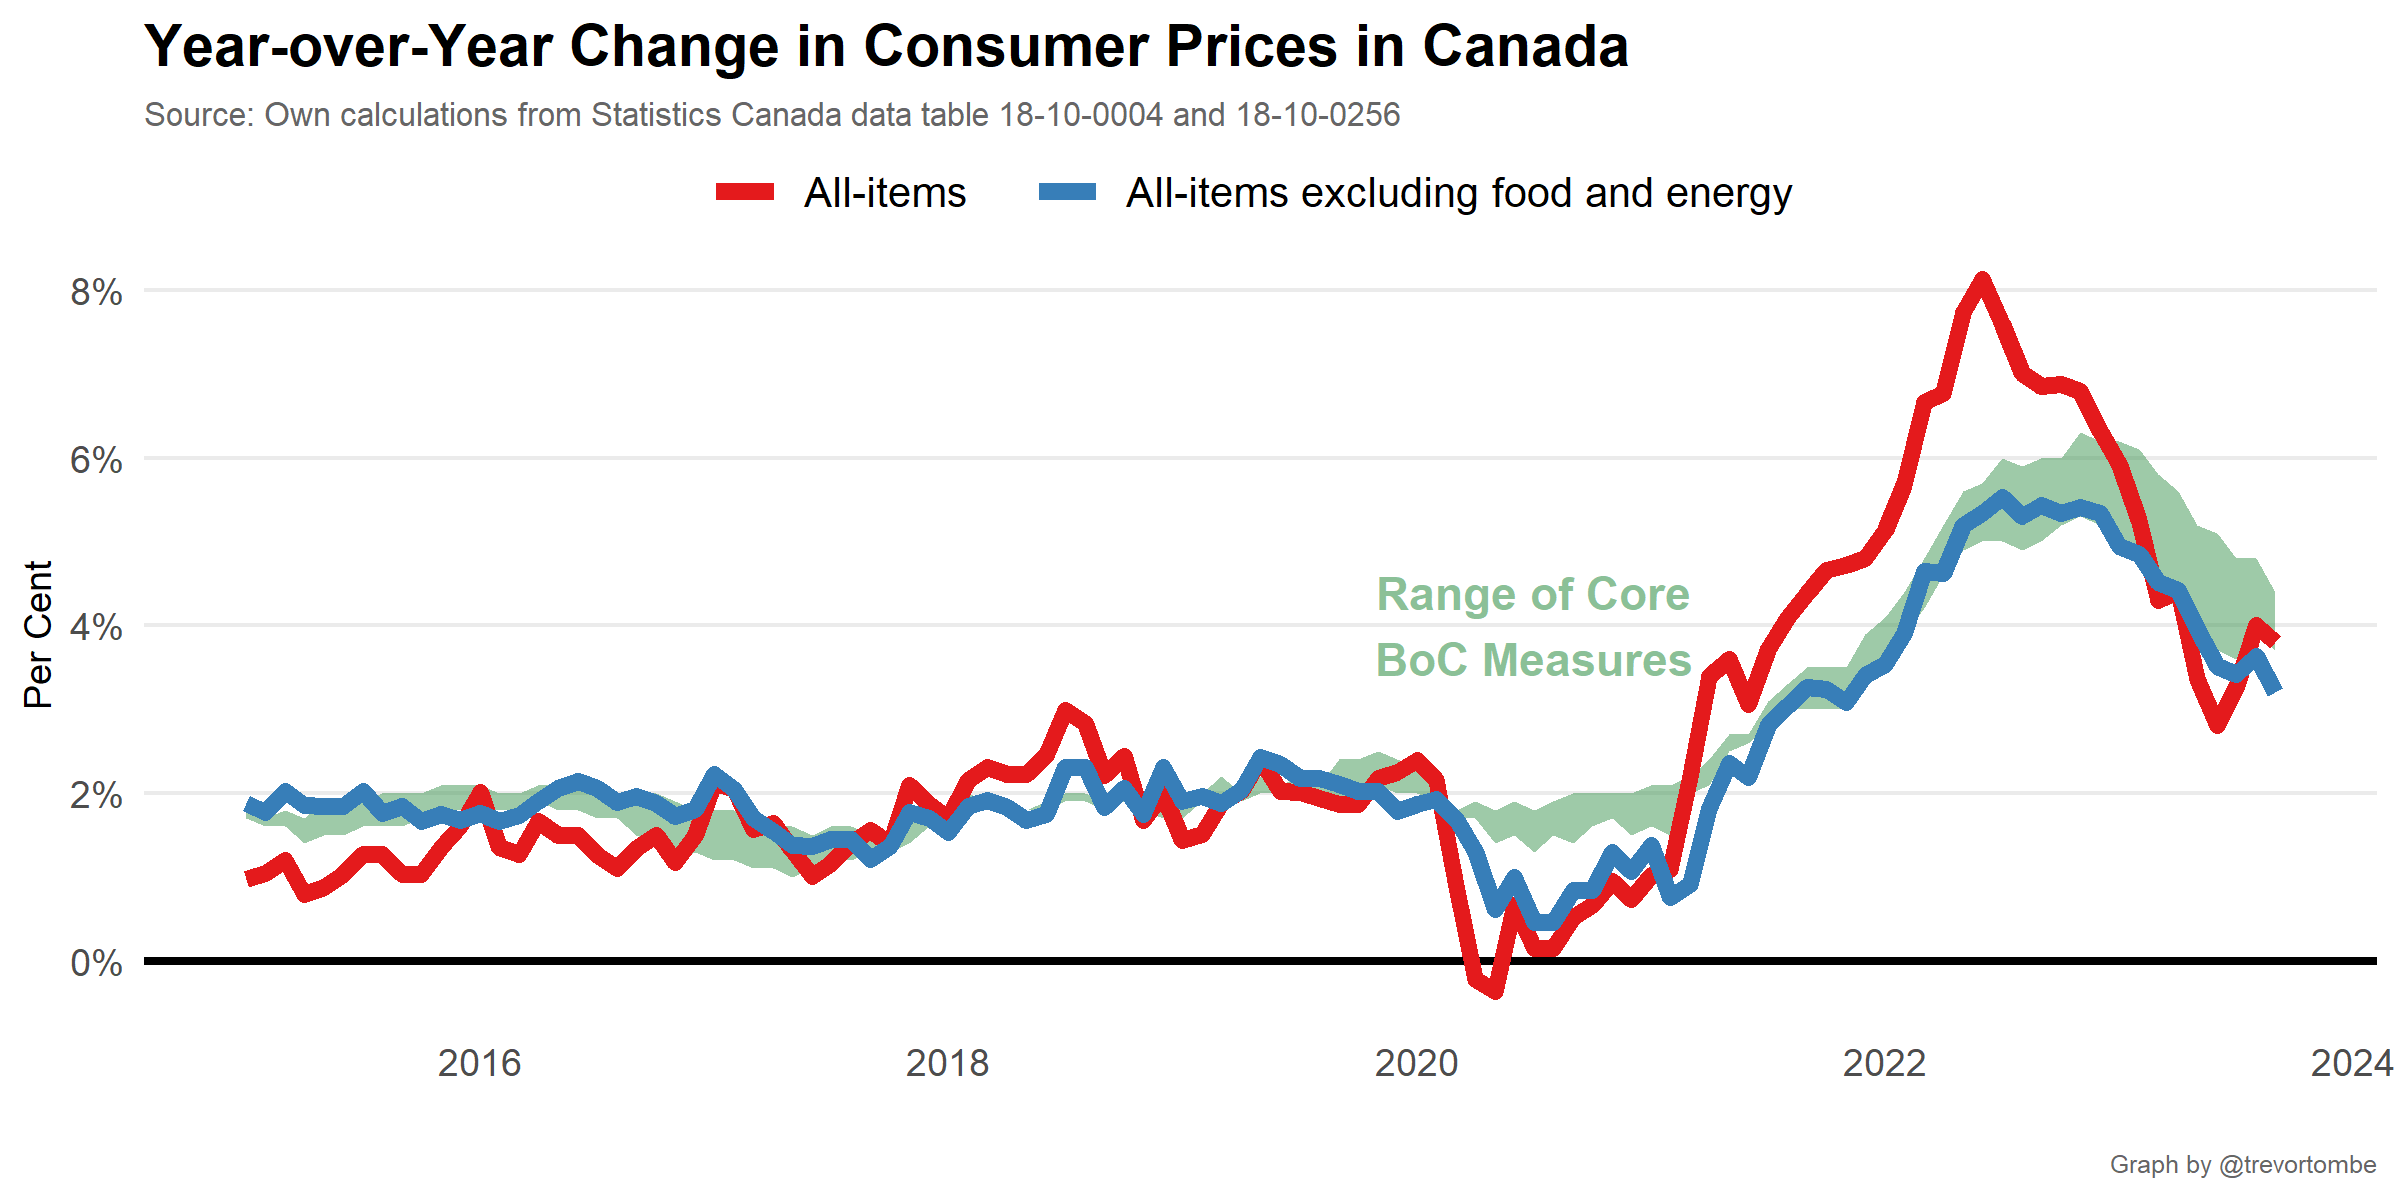 Year-over-Year Change in Consumer Prices in Canada
Source: Own calculations from Statistics Canada data table 18-10-0004 and 18-10-0256
All-items
All-items excluding food and energy
8%
6%
4%
2%
0%
Per Cent
Range of Core
BoC Measures
2016
2018
2020
2022
2024
Graph by @trevortombe